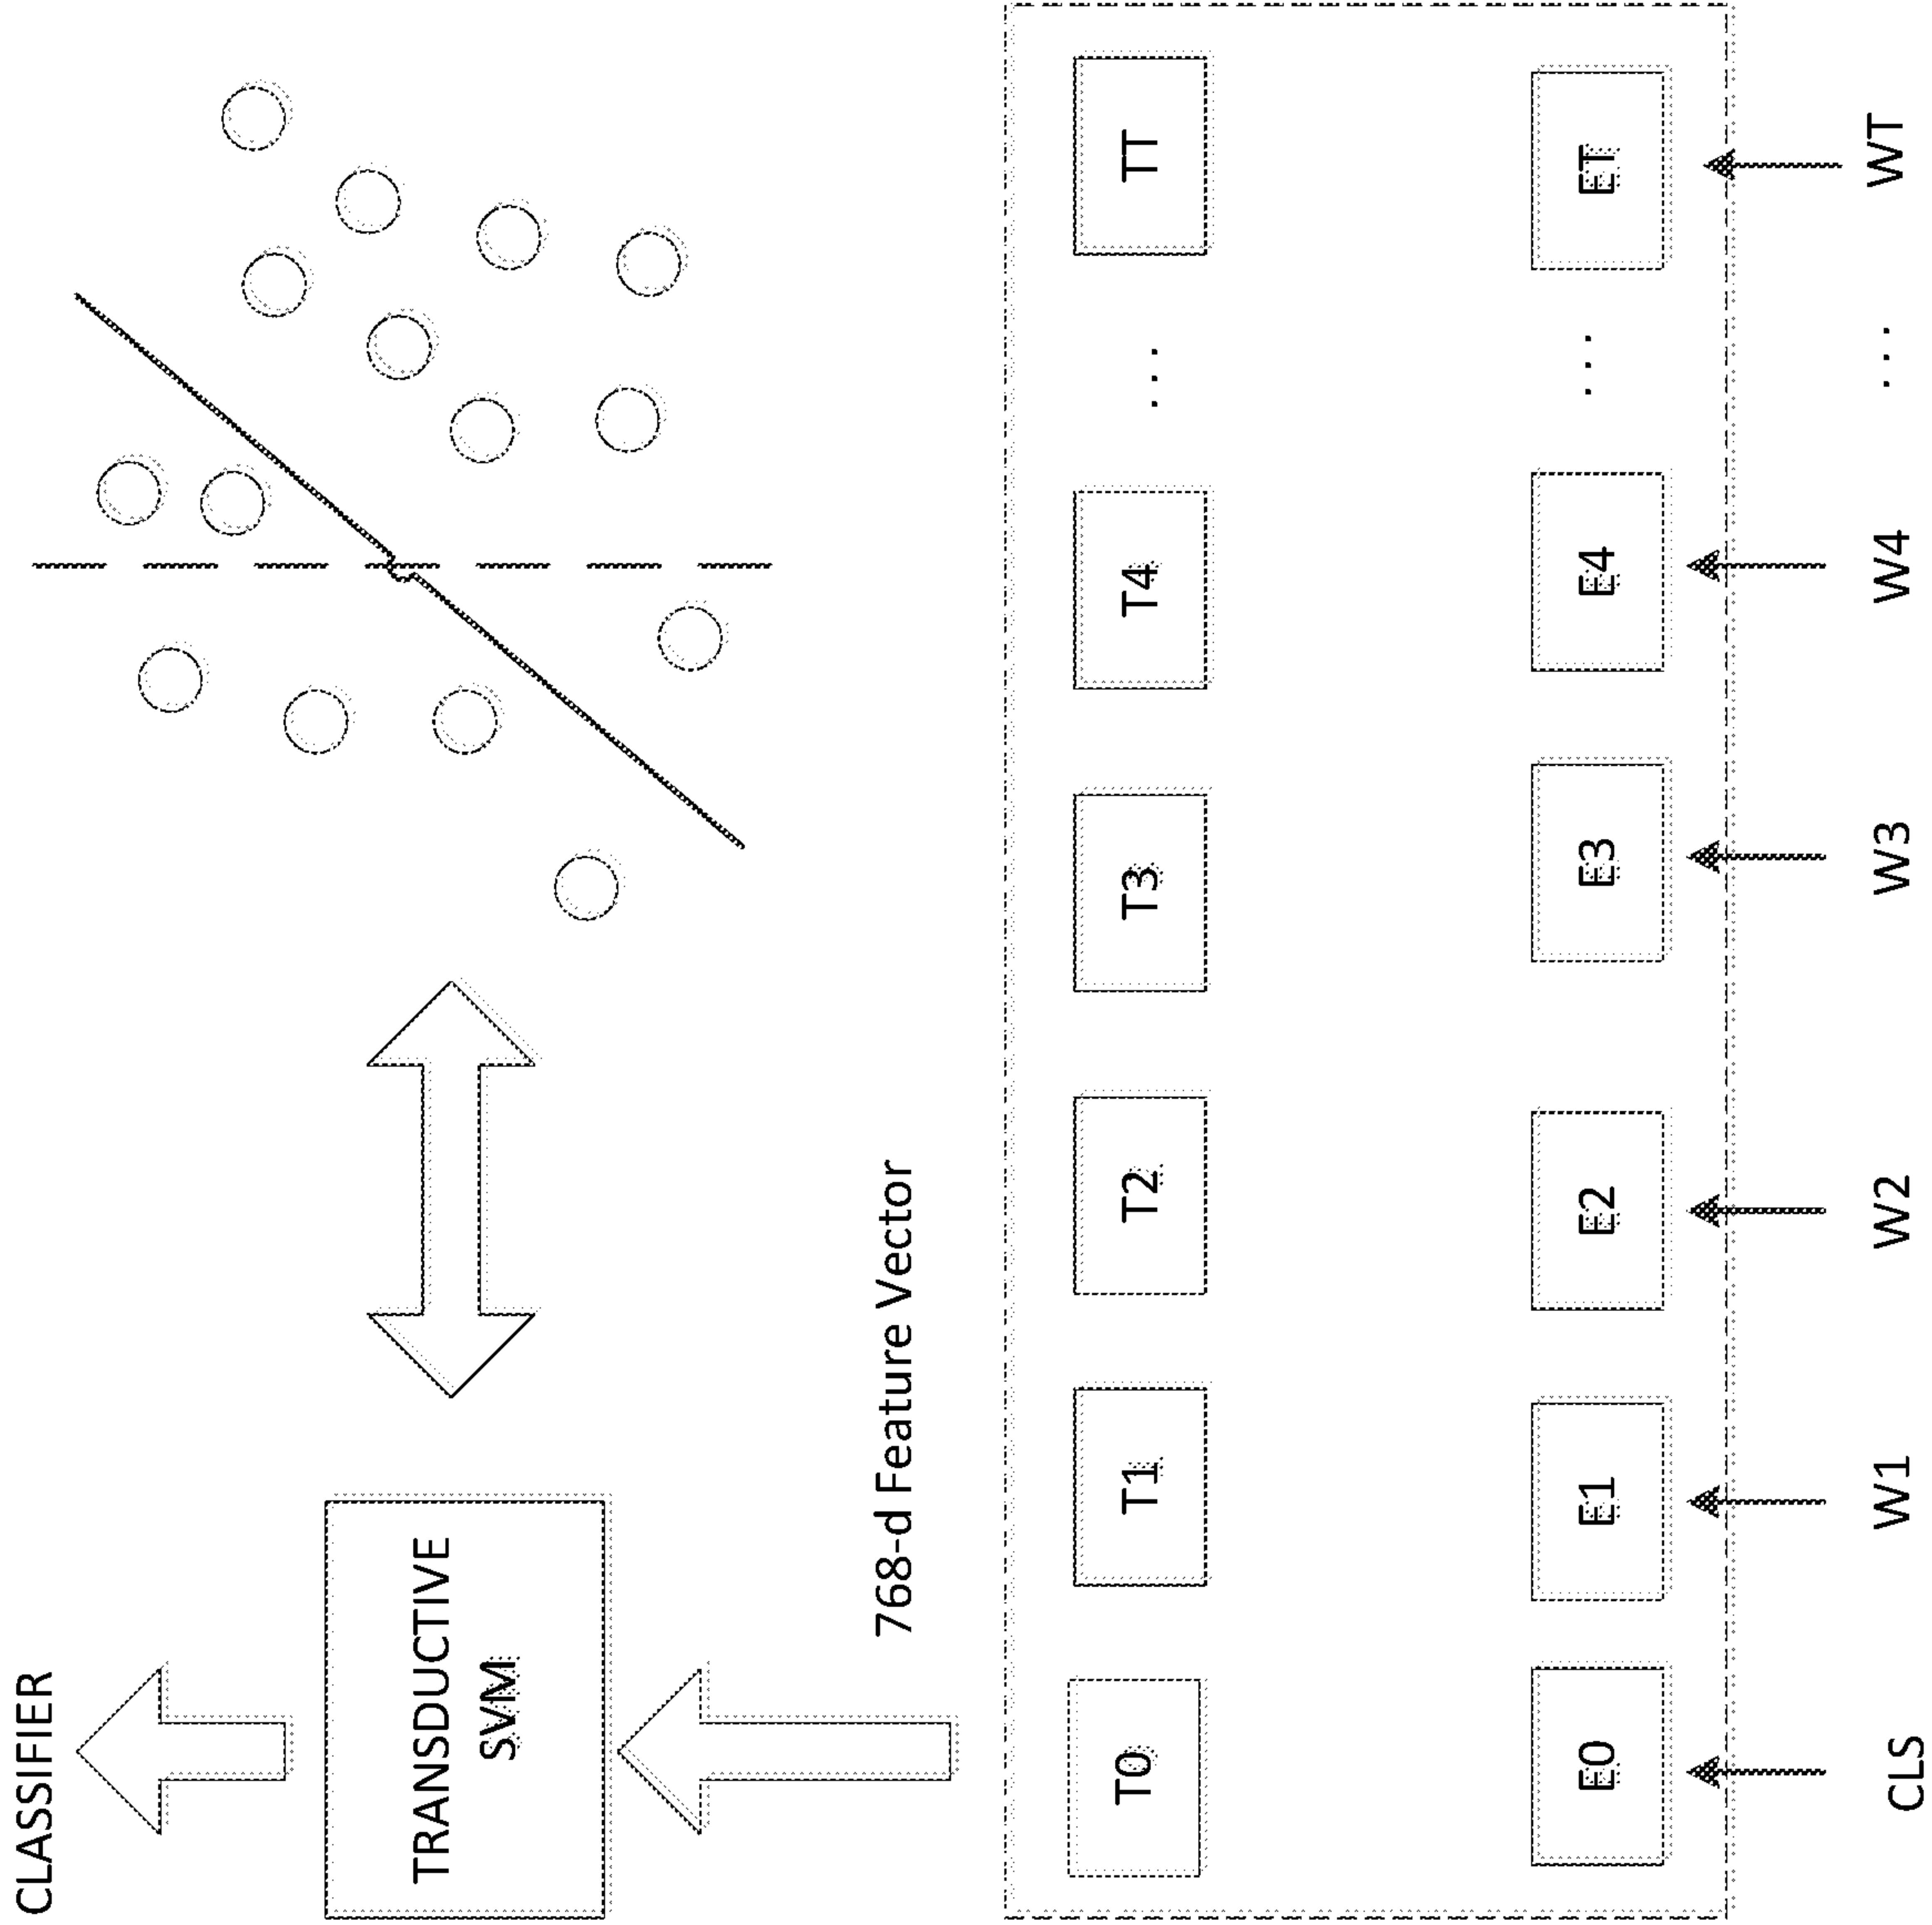 CLASSIFIER
TRANSDUCTIVE
SVM
768-d Feature Vector
T0 T1 T2 T3 T4 ... TT
E0 E1 E2 E3 E4 ... ET
CLS W1 W2 W3 W4 ... WT